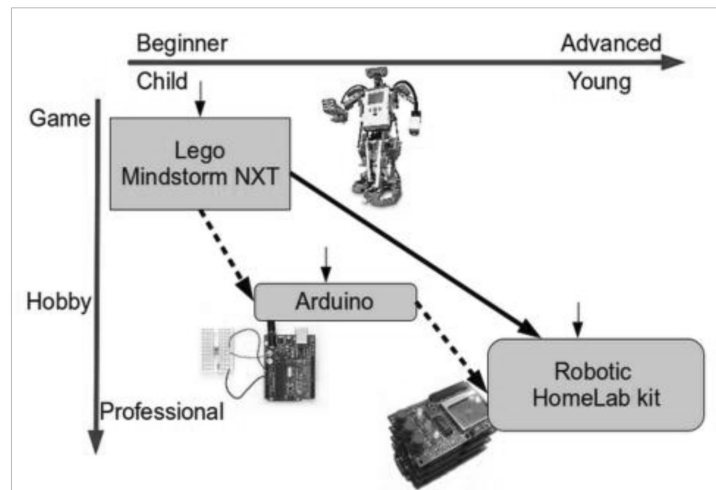 Beginner
Advanced
Child
Young
Game
Lego
Mindstorm NXT
Hobby
Arduino
Robotic
HomeLab kit
Professional